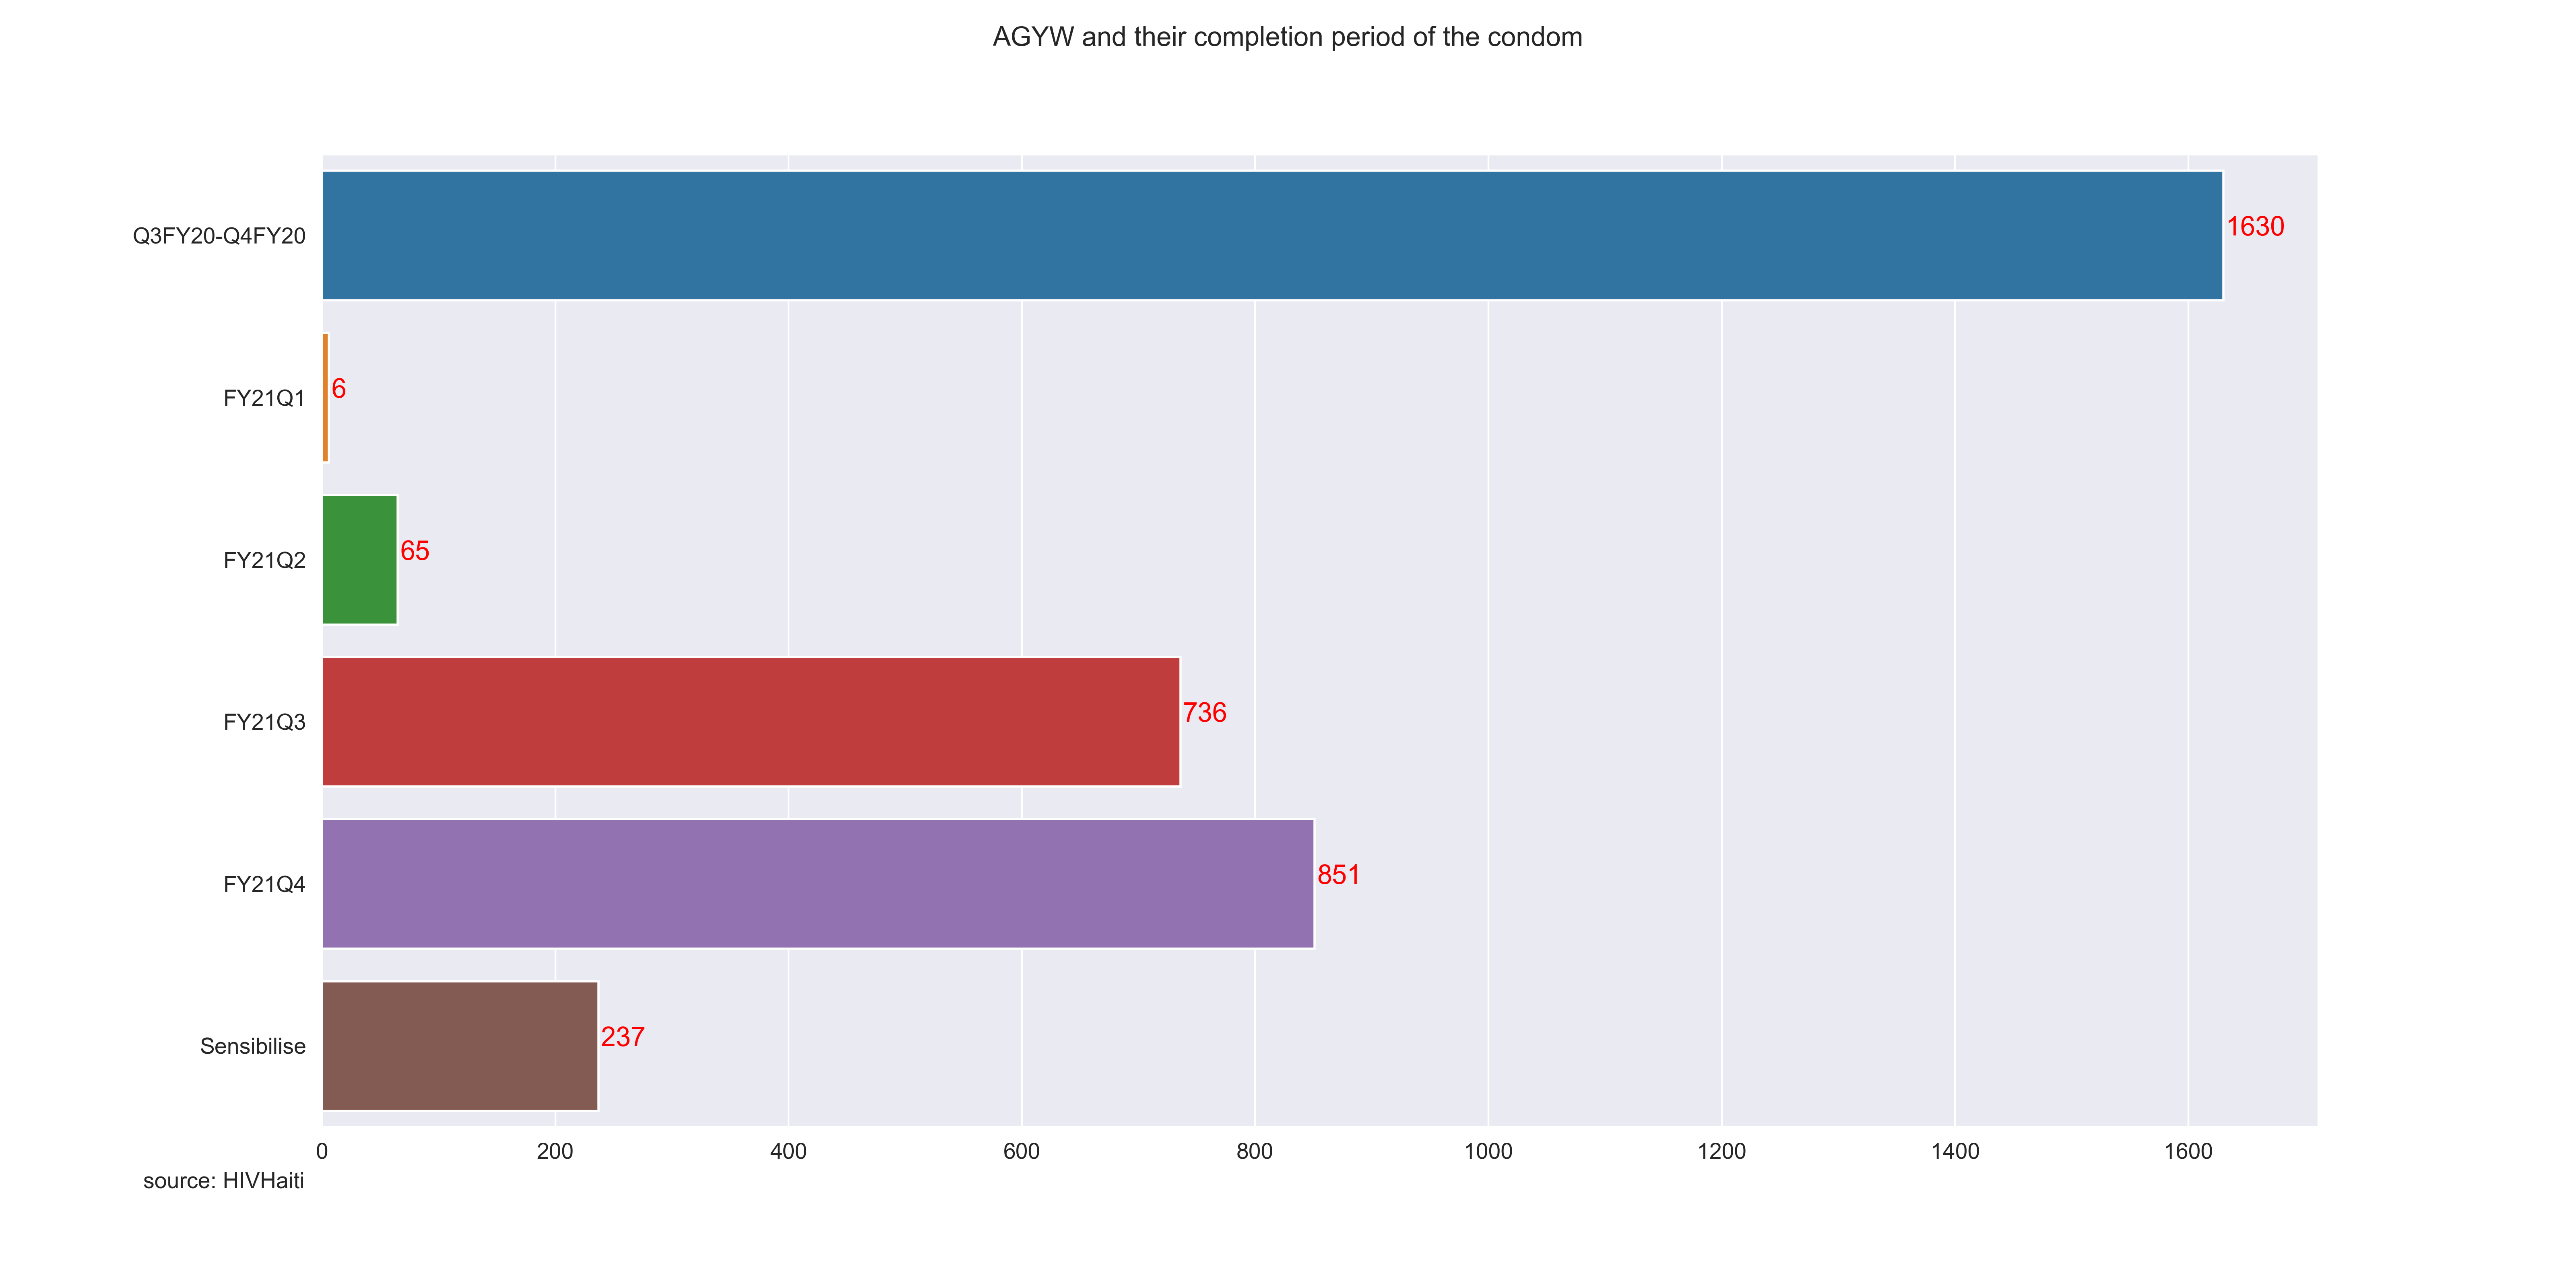 AGYW and their completion period of the condom
Q3FY20-Q4FY20
1630
FY21Q1
6
FY21Q2
65
FY21Q3
736
FY21Q4
851
Sensibilise
237
0 200 400 600 800 1000 1200 1400 1600
source: HIVHaiti